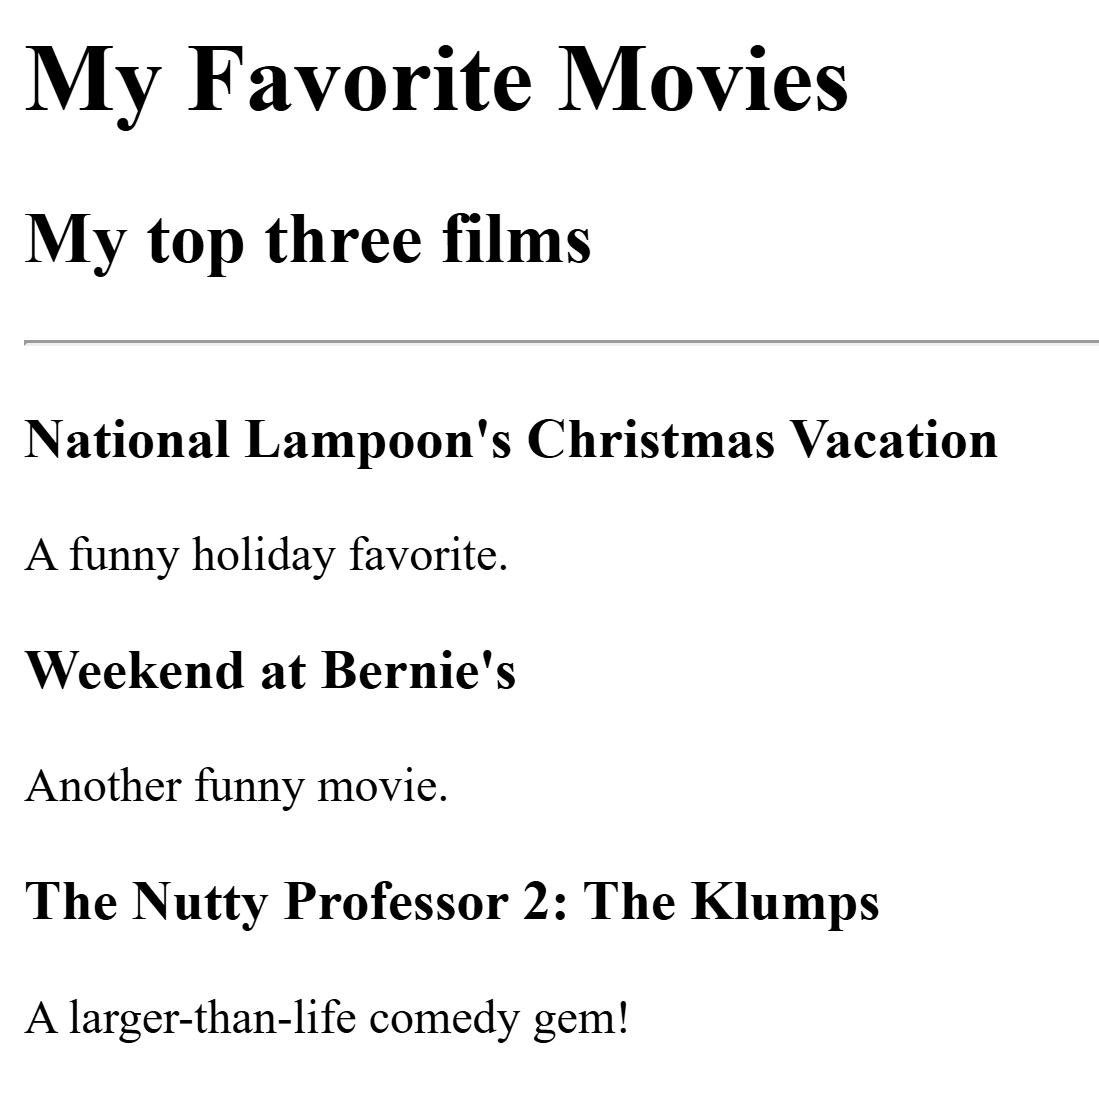 My Favorite Movies
My top three films
National Lampoon's Christmas Vacation
A funny holiday favorite.
Weekend at Bernie's
Another funny movie.
The Nutty Professor 2: The Klumps
A larger-than-life comedy gem!